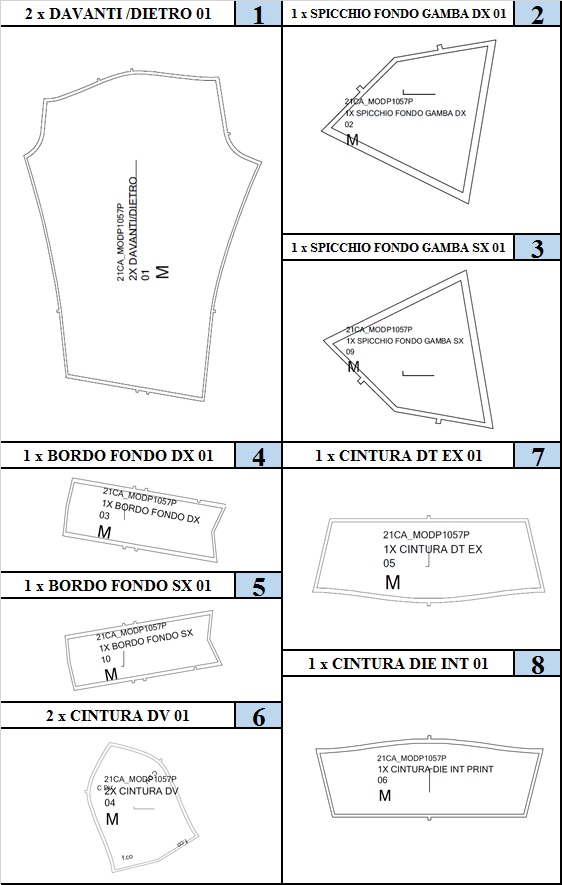 2 x DAVANTI /DIETRO 01
1
21CA_MODP1057P
2X DAVANTI/DIETRO
01
M
1 x SPICCHIO FONDO GAMBA DX 01
2
21CA_MODP1057P
1X SPICCHIO FONDO GAMBA DX
02
M
1 x SPICCHIO FONDO GAMBA SX 01
3
21CA_MODP1057P
1X SPICCHIO FONDO GAMBA SX
09
M
1 x BORDO FONDO DX 01
4
21CA_MODP1057P
1X BORDO FONDO DX
03
M
1 x BORDO FONDO SX 01
5
21CA_MODP1057P
1X BORDO FONDO SX
10
M
2 x CINTURA DV 01
6
21CA_MODP1057P
2X CINTURA DV
04
M
f.co
1 x CINTURA DT EX 01
7
21CA_MODP1057P
1X CINTURA DT EX
05
M
1 x CINTURA DIE INT 01
8
21CA_MODP1057P
1X CINTURA DIE INT PRINT
06
M